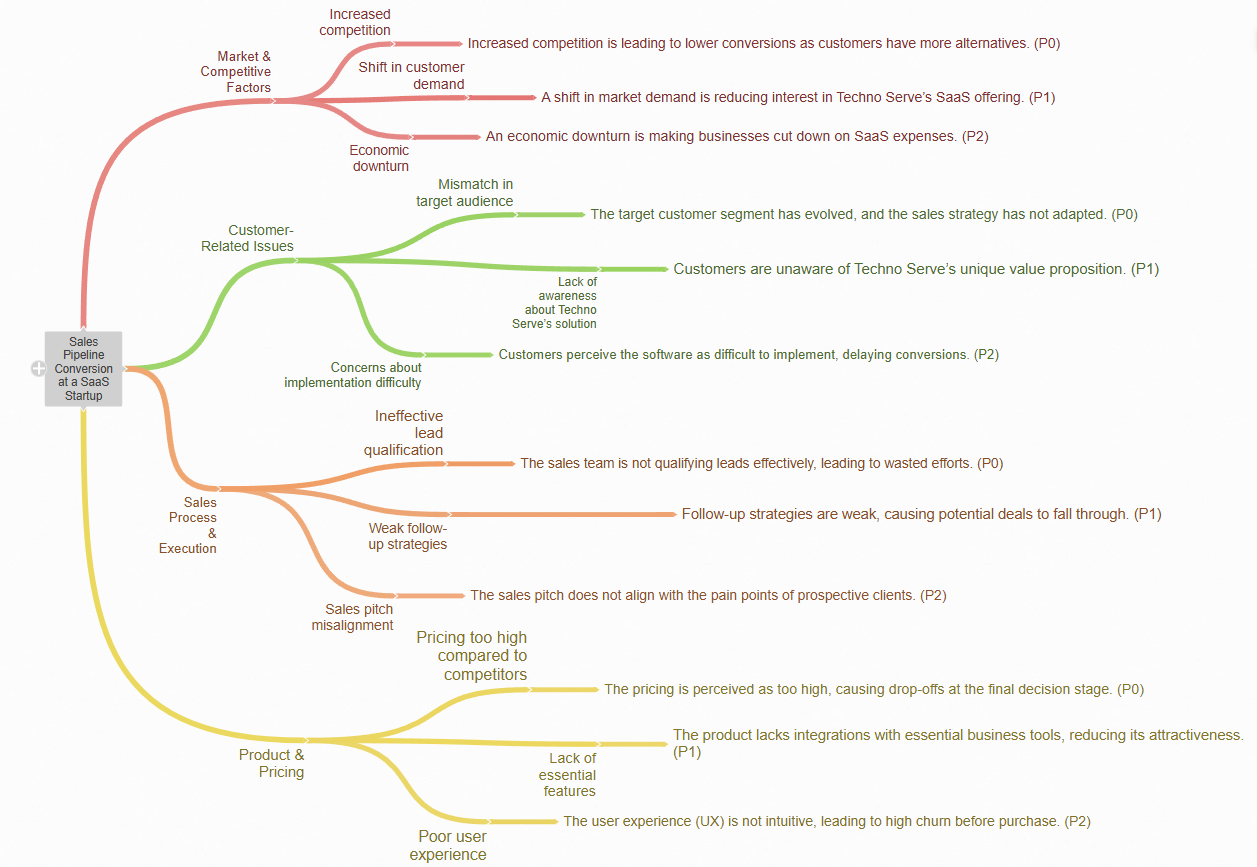 Increased
competition
Increased competition is leading to lower conversions as customers have more alternatives. (P0)
Market &
Competitive
Factors
Shift in customer
demand
A shift in market demand is reducing interest in Techno Serve's SaaS offering. (P1)
An economic downturn is making businesses cut down on SaaS expenses. (P2)
Economic
downturn
Mismatch in
target audience
The target customer segment has evolved, and the sales strategy has not adapted. (P0)
Customer-
Related Issues
Customers are unaware of Techno Serve's unique value proposition. (P1)
Lack of
awareness
about Techno
Serve's solution
Customers perceive the software as difficult to implement, delaying conversions. (P2)
Concerns about
implementation difficulty
Sales
Pipeline
Conversion
at a SaaS
Startup
Ineffective
lead
qualification
The sales team is not qualifying leads effectively, leading to wasted efforts. (P0)
Sales
Process
&
Execution
Follow-up strategies are weak, causing potential deals to fall through. (P1)
Weak follow-
up strategies
The sales pitch does not align with the pain points of prospective clients. (P2)
Sales pitch
misalignment
Pricing too high
compared to
competitors
The pricing is perceived as too high, causing drop-offs at the final decision stage. (P0)
Product &
Pricing
The product lacks integrations with essential business tools, reducing its attractiveness.
(P1)
Lack of
essential
features
The user experience (UX) is not intuitive, leading to high churn before purchase. (P2)
Poor user
experience